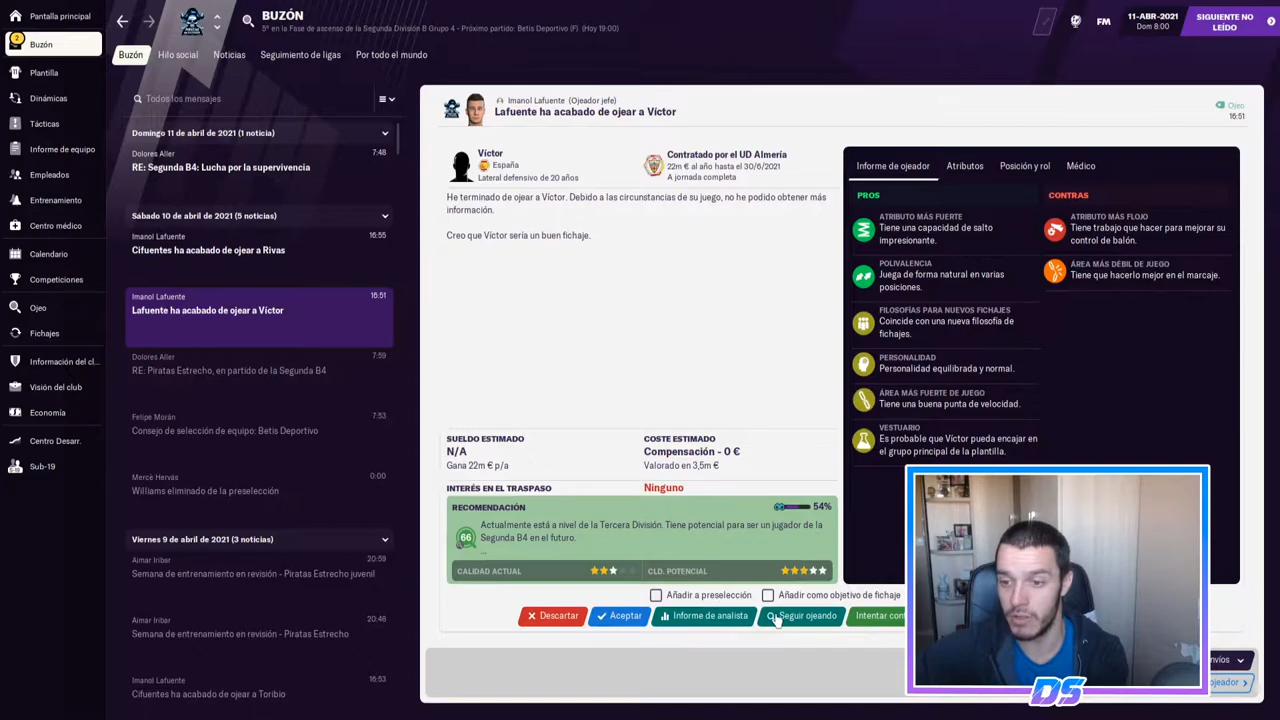 Pantalla principal
2
Buzón
Plantilla
Dinámicas
Tácticas
Informe de equipo
Empleados
Entrenamiento
Centro médico
Calendario
Competiciones
Ojeo
Fichajes
Información del cl...
Visión del club
Economía
Centro Desarr.
Sub-19
BUZÓN
5º en la Fase de ascenso de la Segunda División B Grupo 4 - Próximo partido: Betis Deportivo (F) (Hoy 19:00)
FM
11-ABR-2021
Dom 8:00
SIGUIENTE NO
LEÍDO
Buzón
Hilo social
Noticias
Seguimiento de ligas
Por todo el mundo
Todos los mensajes
Domingo 11 de abril de 2021 (1 noticia)
Dolores Aller
7:48
RE: Segunda B4: Lucha por la supervivencia
Sábado 10 de abril de 2021 (5 noticias)
Imanol Lafuente
16:55
Cifuentes ha acabado de ojear a Rivas
Imanol Lafuente
16:51
Lafuente ha acabado de ojear a Víctor
Dolores Aller
7:59
RE: Piratas Estrecho, en partido de la Segunda B4
Felipe Morán
7:53
Consejo de selección de equipo: Betis Deportivo
Mercè Hervás
0:00
Williams eliminado de la preselección
Viernes 9 de abril de 2021 (3 noticias)
Aimar Iribar
20:59
Semana de entrenamiento en revisión - Piratas Estrecho juvenil
Aimar Iribar
20:46
Semana de entrenamiento en revisión - Piratas Estrecho
Imanol Lafuente
16:53
Cifuentes ha acabado de ojear a Toribio
Imanol Lafuente (Ojeador jefe)
Lafuente ha acabado de ojear a Víctor
Ojeo
16:51
Víctor
España
Lateral defensivo de 20 años
Contratado por el UD Almería
22m € al año hasta el 30/6/2021
A jornada completa
He terminado de ojear a Víctor. Debido a las circunstancias de su juego, no he podido obtener más
información.
Creo que Víctor sería un buen fichaje.
SUELDO ESTIMADO
N/A
Gana 22m € p/a
COSTE ESTIMADO
Compensación - 0 €
Valorado en 3,5m €
INTERÉS EN EL TRASPASO
Ninguno
RECOMENDACIÓN
54%
66
Actualmente está a nivel de la Tercera División. Tiene potencial para ser un jugador de la
Segunda B4 en el futuro.
...
CALIDAD ACTUAL
CLD. POTENCIAL
Añadir a preselección
Añadir como objetivo de fichaje
Descartar
Aceptar
Informe de analista
Seguir ojeando
Intentar cont
Informe de ojeador
Atributos
Posición y rol
Médico
PROS
ATRIBUTO MÁS FUERTE
Tiene una capacidad de salto
impresionante.
POLIVALENCIA
Juega de forma natural en varias
posiciones.
FILOSOFÍAS PARA NUEVOS FICHAJES
Coincide con una nueva filosofía de
fichajes.
PERSONALIDAD
Personalidad equilibrada y normal.
ÁREA MÁS FUERTE DE JUEGO
Tiene una buena punta de velocidad.
VESTUARIO
Es probable que Víctor pueda encajar en
el grupo principal de la plantilla.
CONTRAS
ATRIBUTO MÁS FLOJO
Tiene trabajo que hacer para mejorar su
control de balón.
ÁREA MÁS DÉBIL DE JUEGO
Tiene que hacerlo mejor en el marcaje.
nvíos
ojeador
DS